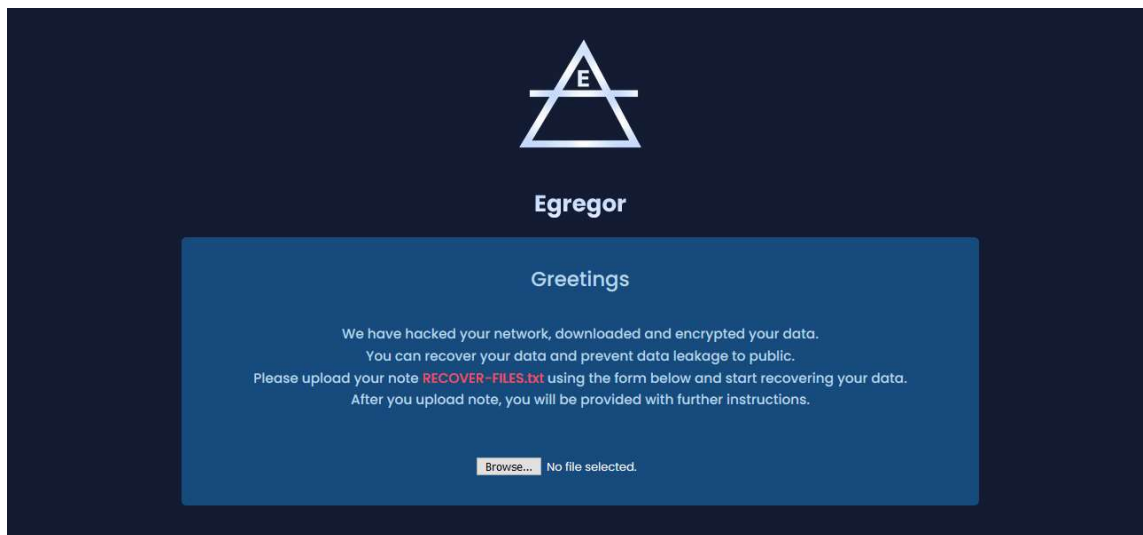 E
Egregor
Greetings
We have hacked your network, downloaded and encrypted your data.
You can recover your data and prevent data leakage to public.
Please upload your note RECOVER-FILES.txt using the form below and start recovering your data.
After you upload note, you will be provided with further instructions.
Browse... No file selected.